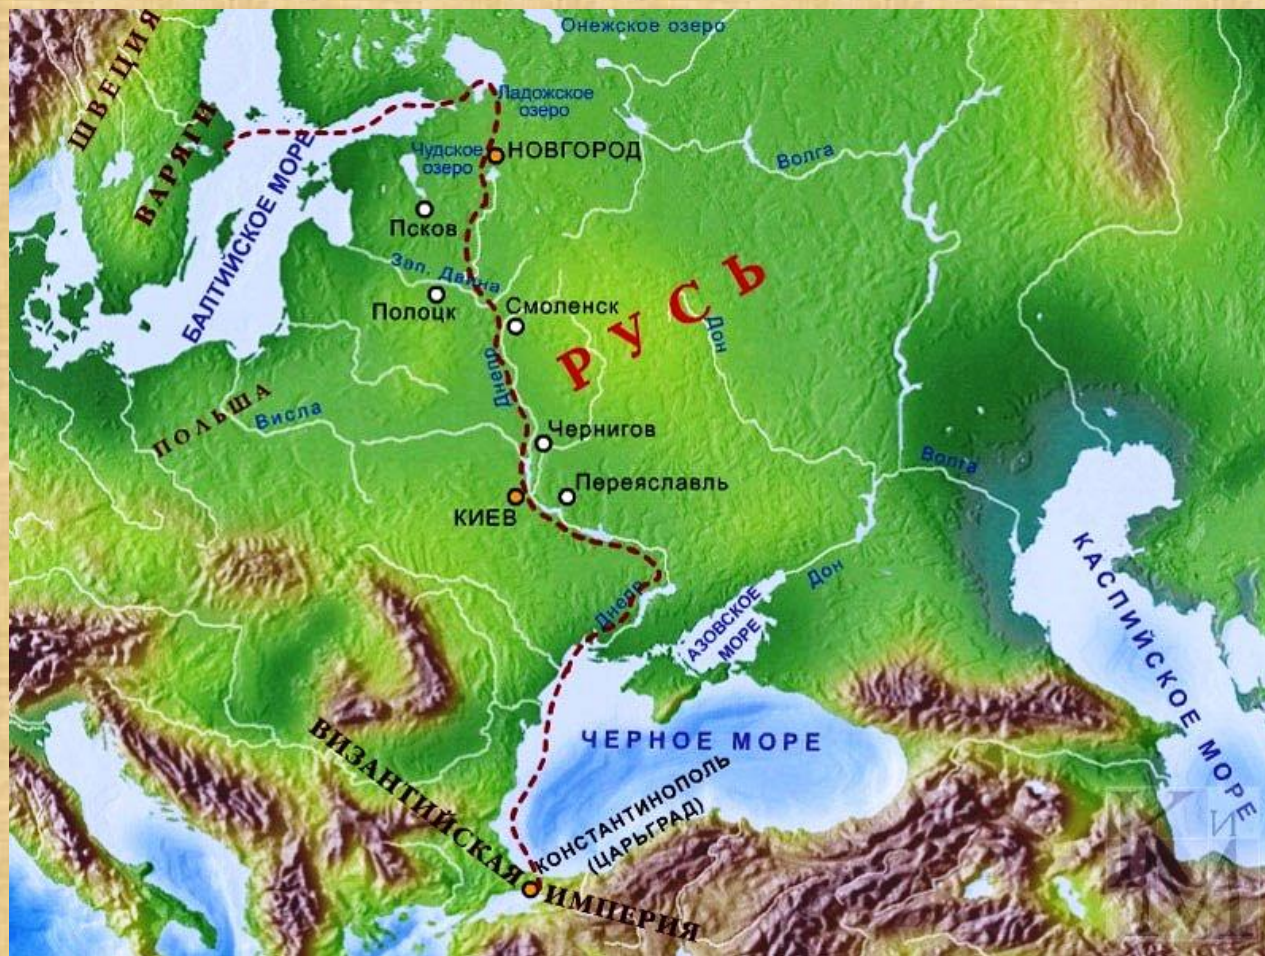 Онежское озеро
ШВЕЦИЯ
ВАРЯГИ
Ладожское
озеро
НОВГОРОД
Чудское
озеро
Волга
БАЛТИЙСКОЕ МОРЕ
Псков
Зап. Двина
Полоцк
Смоленск
РУСЬ
Дон
Днепр
ПОЛЬША
Висла
Чернигов
Волга
Переяславль
КИЕВ
Днепр
Дон
АЗОВСКОЕ
МОРЕ
КАСПИЙСКОЕ МОРЕ
ЧЕРНОЕ МОРЕ
ВИЗАНТИЙСКАЯ ИМПЕРИЯ
КОНСТАНТИНОПОЛЬ
(ЦАРЬГРАД)
К и
М